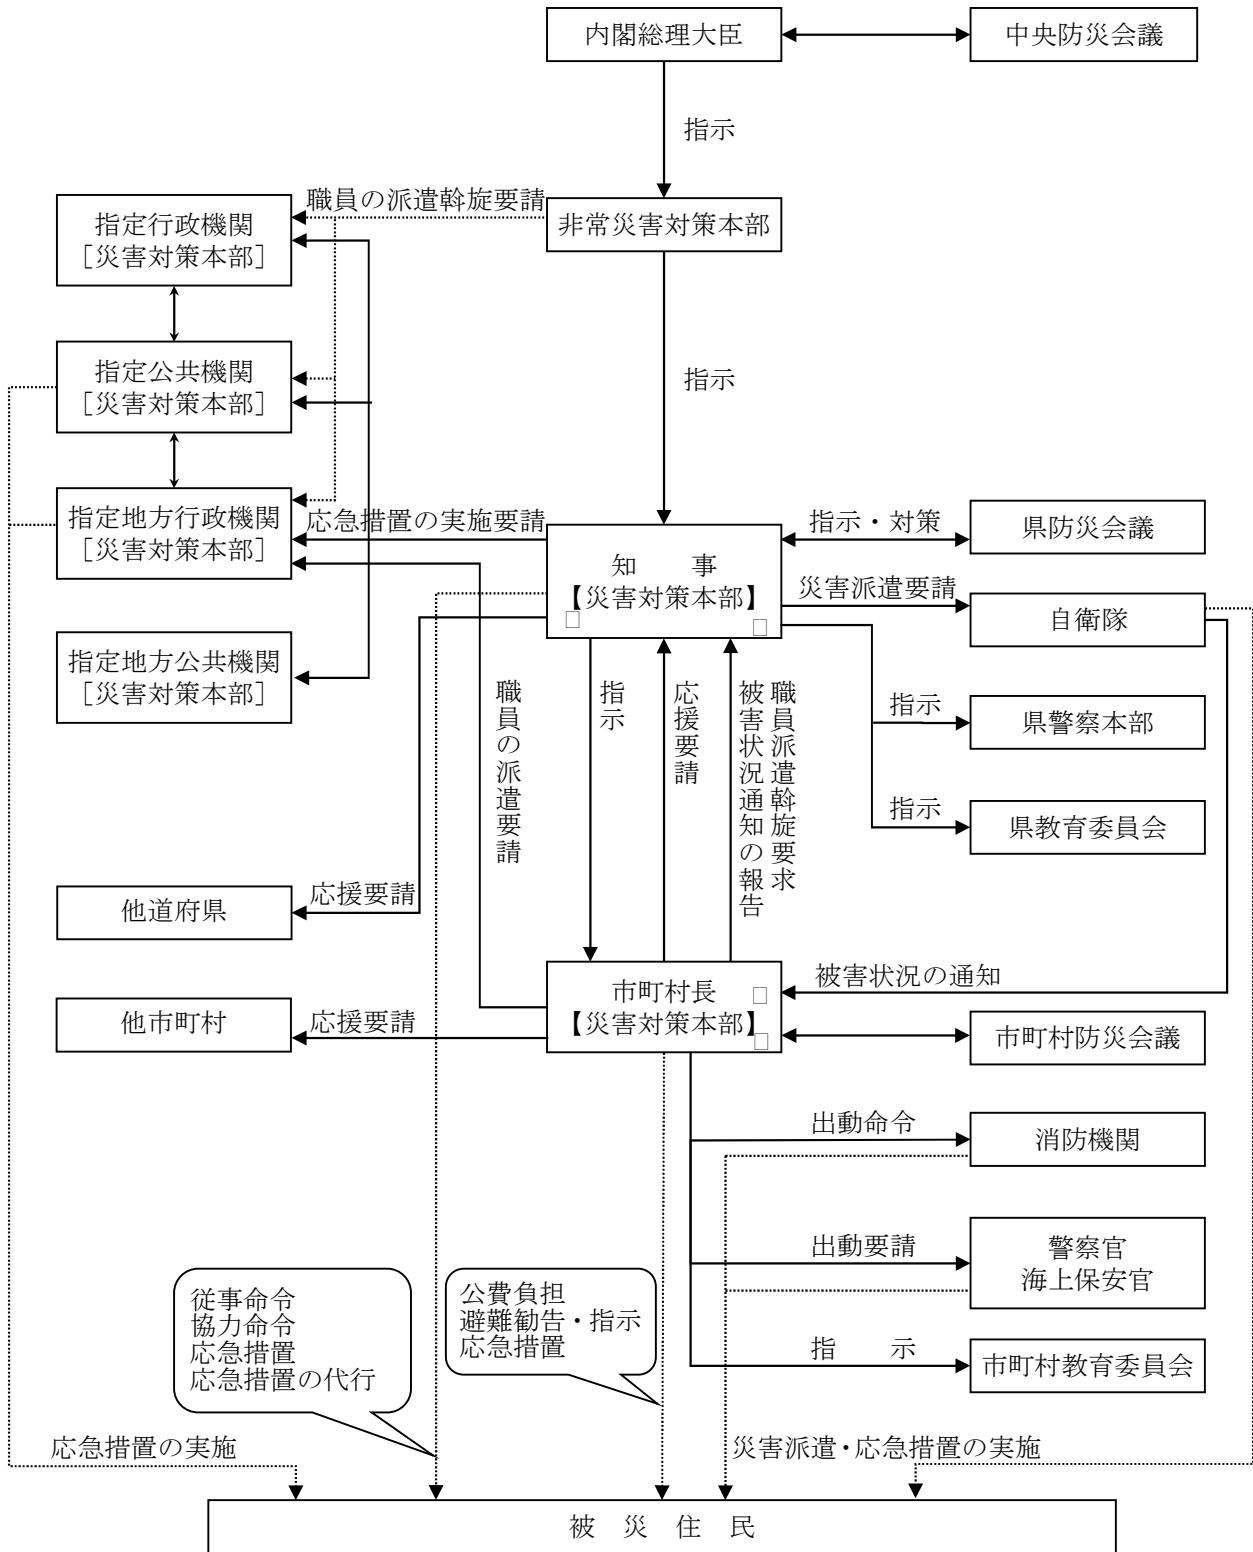 内閣総理大臣
中央防災会議
指示
職員の派遣斡旋要請
指定行政機関
［災害対策本部］
非常災害対策本部
指定公共機関
［災害対策本部］
指示
指定地方行政機関
［災害対策本部］
応急措置の実施要請
知　　事
【災害対策本部】
指示・対策
県防災会議
災害派遣要請
自衛隊
指定地方公共機関
［災害対策本部］
職員の派遣要請
指示
応援要請
職員派遣斡旋要求
被害状況通知の報告
指示
県警察本部
指示
県教育委員会
他道府県
応援要請
市町村長
【災害対策本部】
被害状況の通知
他市町村
応援要請
市町村防災会議
出動命令
消防機関
出動要請
警察官
海上保安官
従事命令
協力命令
応急措置
応急措置の代行
公費負担
避難勧告・指示
応急措置
指　　示
市町村教育委員会
応急措置の実施
災害派遣・応急措置の実施
被　災　住　民